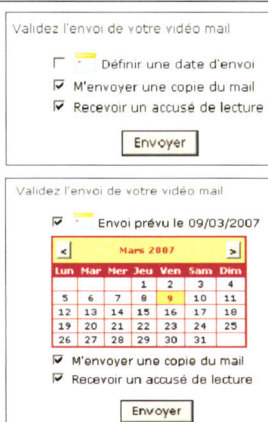 Validez l'envoi de votre vidéo mail
Définir une date d'envoi
M'envoyer une copie du mail
Recevoir un accusé de lecture
Envoyer
Validez l'envoi de votre vidéo mail
Envoi prévu le 09/03/2007
< Mars 2007 >
Lun Mar Mer Jeu Ven Sam Dim
1 2 3 4
5 6 7 8 9 10 11
12 13 14 15 16 17 18
19 20 21 22 23 24 25
26 27 28 29 30 31
M'envoyer une copie du mail
Recevoir un accusé de lecture
Envoyer